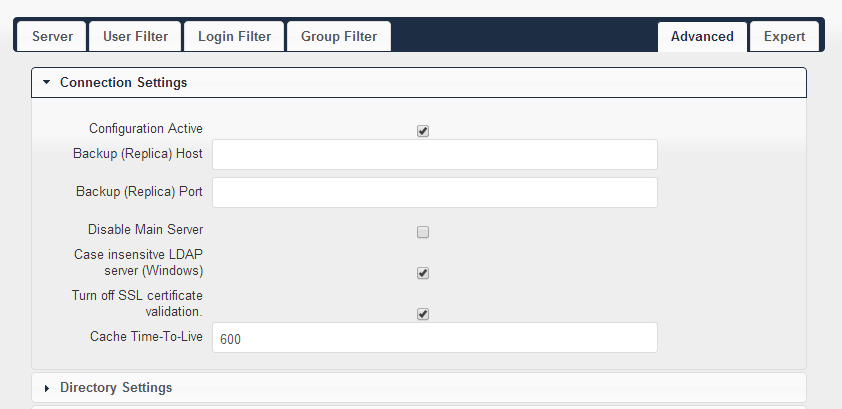 Server User Filter Login Filter Group Filter Advanced Expert
Connection Settings
Configuration Active
Backup (Replica) Host
Backup (Replica) Port
Disable Main Server
Case insensitve LDAP
server (Windows)
Turn off SSL certificate
validation.
Cache Time-To-Live 600
Directory Settings